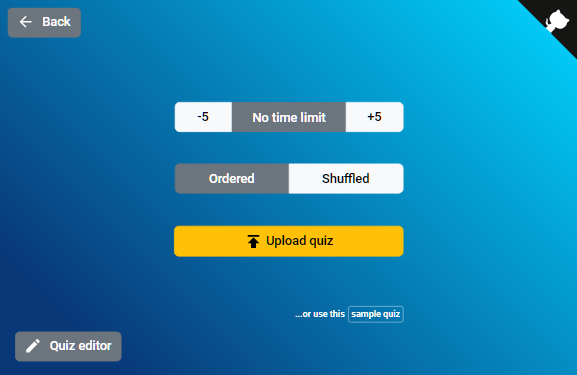 Back
-5 No time limit +5
Ordered Shuffled
Upload quiz
...or use this sample quiz
Quiz editor